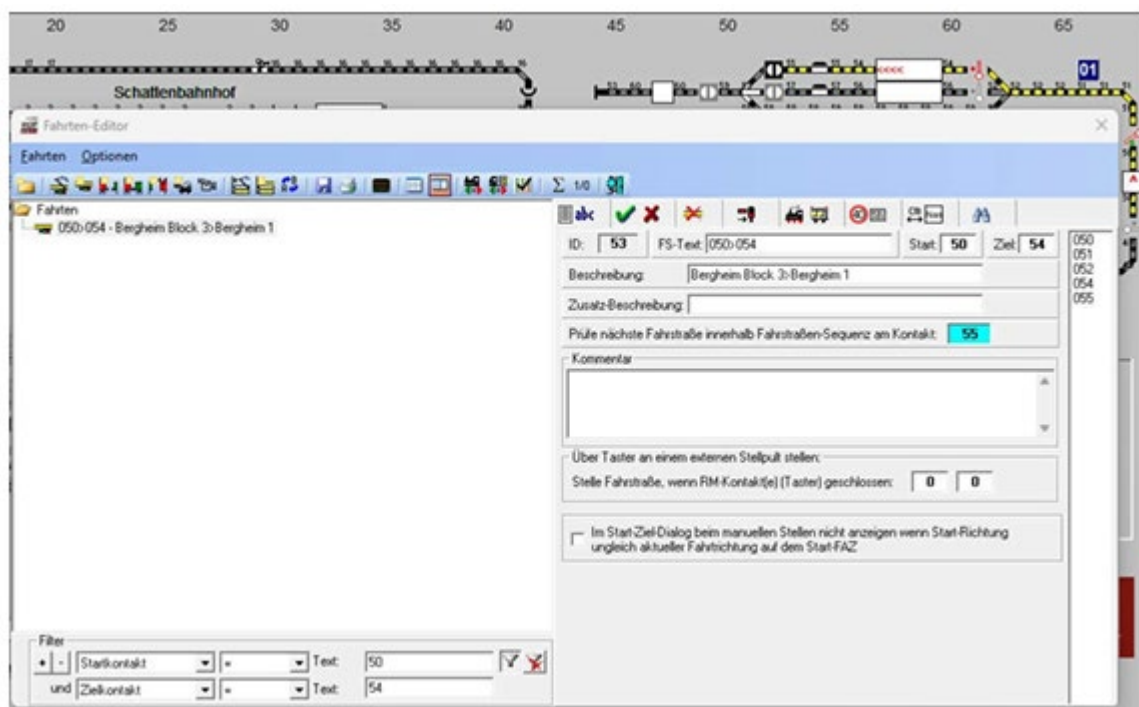 20 25 30 35 40 45 50 55 60 65
01
Schattenbahnhof
Fahrten-Editor
Fahrten Optionen
Σ 1/0
Fahrten
050>054 - Bergheim Block 3>Bergheim 1
abc
ID: 53 FS-Text: 050>054 Start: 50 Ziel: 54
Beschreibung: Bergheim Block 3>Bergheim 1
Zusatz-Beschreibung:
Prüfe nächste Fahrstraße innerhalb Fahrstraßen-Sequenz am Kontakt: 55
050
051
052
054
055
Kommentar
Über Taster an einem externen Stellpult stellen:
Stelle Fahrstraße, wenn RM-Kontakt(e) (Taster) geschlossen: 0 0
Im Start-Ziel-Dialog beim manuellen Stellen nicht anzeigen wenn Start-Richtung
ungleich aktueller Fahrtrichtung auf dem Start-FAZ
Filter
+ - Startkontakt = Text: 50
und Zielkontakt = Text: 54